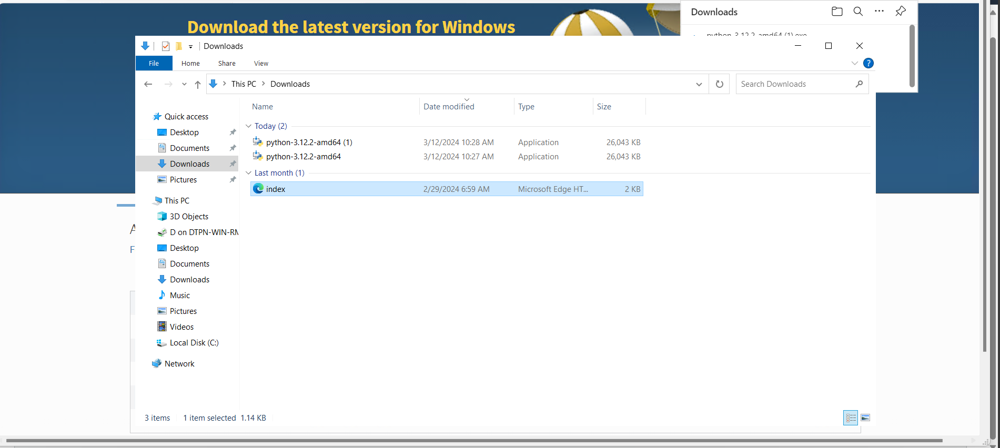 Download the latest version for Windows
Downloads
python-3.12.2-amd64 (1).exe
Downloads
File Home Share View
?
This PC Downloads
Search Downloads
Name Date modified Type Size
Today (2)
python-3.12.2-amd64 (1) 3/12/2024 10:28 AM Application 26,043 KB
python-3.12.2-amd64 3/12/2024 10:27 AM Application 26,043 KB
Last month (1)
index 2/29/2024 6:59 AM Microsoft Edge HT... 2 KB
Quick access
Desktop
Documents
Downloads
Pictures
This PC
3D Objects
D on DTPN-WIN-RM
Desktop
Documents
Downloads
Music
Pictures
Videos
Local Disk (C:)
Network
A
F
3 items 1 item selected 1.14 KB